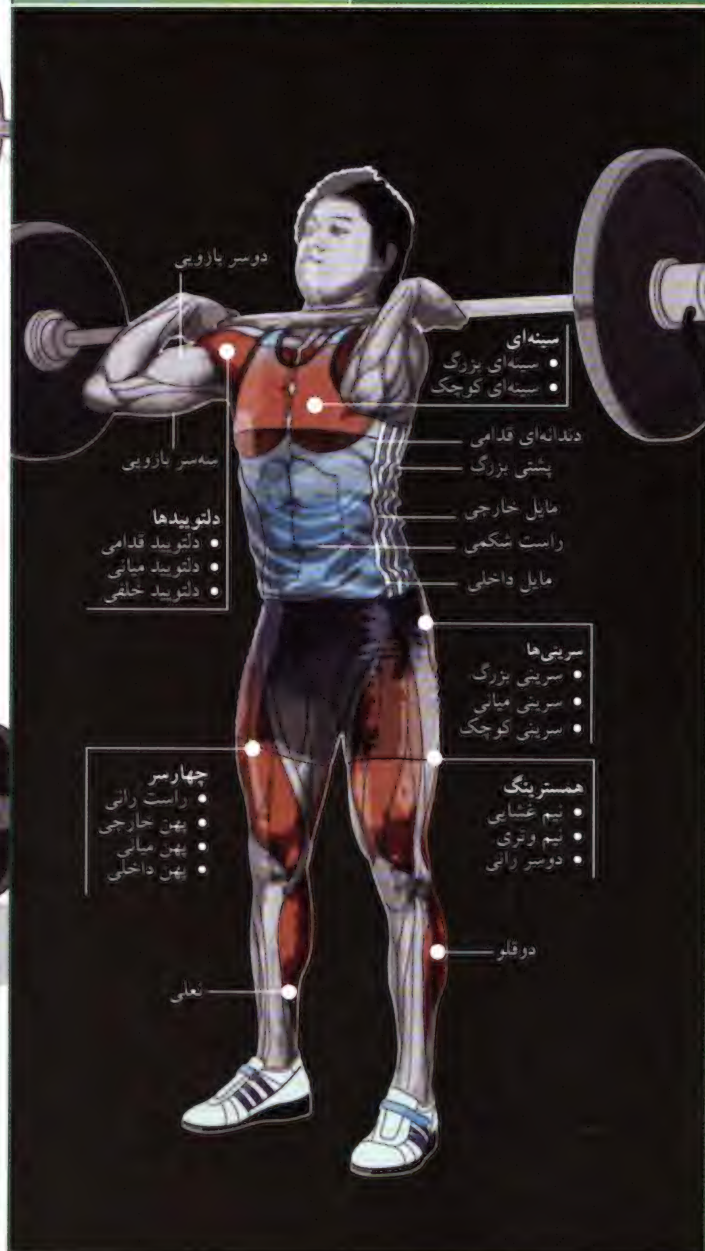 دوسر بازویی
سینه‌ای
• سینه‌ای بزرگ
• سینه‌ای کوچک
دندانه‌ای قدامی
سه‌سر بازویی
پشتی بزرگ
مایل خارجی
راست شکمی
مایل داخلی
دلتوییدها
• دلتویید قدامی
• دلتویید میانی
• دلتویید خلفی
سرینی‌ها
• سرینی بزرگ
• سرینی میانی
• سرینی کوچک
چهارسر
• راست رانی
• پهن خارجی
• پهن میانی
• پهن داخلی
همسترینگ
• نیم غشایی
• نیم وتری
• دوسر رانی
دوقلو
نعلی